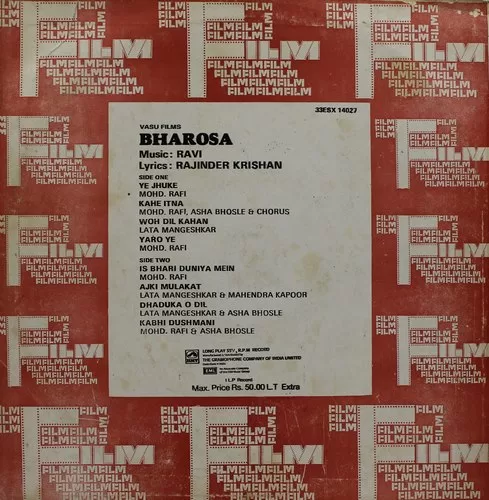 FILM
33ESX 14027
VASU FILMS
BHAROSA
Music: RAVI
Lyrics: RAJINDER KRISHAN
SIDE ONE
YE JHUKE
MOHD. RAFI
KAHE ITNA
MOHD. RAFI, ASHA BHOSLE & CHORUS
WOH DIL KAHAN
LATA MANGESHKAR
YARO YE
MOHD. RAFI
SIDE TWO
IS BHARI DUNIYA MEIN
MOHD. RAFI
AJKI MULAKAT
LATA MANGESHKAR & MAHENDRA KAPOOR
DHADUKA O DIL
LATA MANGESHKAR & ASHA BHOSLE
KABHI DUSHMANI
MOHD. RAFI & ASHA BHOSLE
LONG PLAY 33⅓ R.P.M RECORD
THE GRAMOPHONE COMPANY OF INDIA LIMITED
EMI
1 LP Record
Max. Price Rs. 50.00 L.T Extra